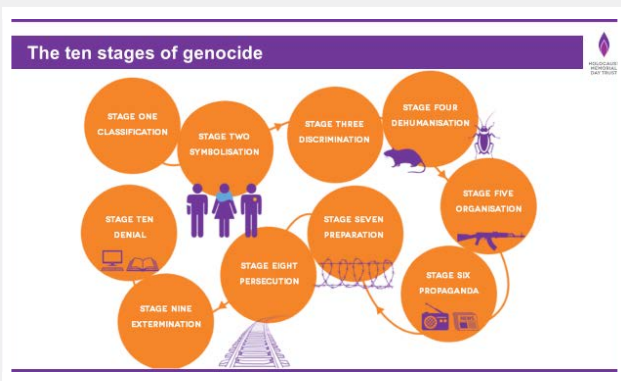 The ten stages of genocide
HOLOCAUST
MEMORIAL
DAY TRUST
STAGE ONE
CLASSIFICATION
STAGE TWO
SYMBOLISATION
STAGE THREE
DISCRIMINATION
STAGE FOUR
DEHUMANISATION
STAGE FIVE
ORGANISATION
STAGE SIX
PROPAGANDA
NEWS
STAGE SEVEN
PREPARATION
STAGE EIGHT
PERSECUTION
STAGE NINE
EXTERMINATION
STAGE TEN
DENIAL